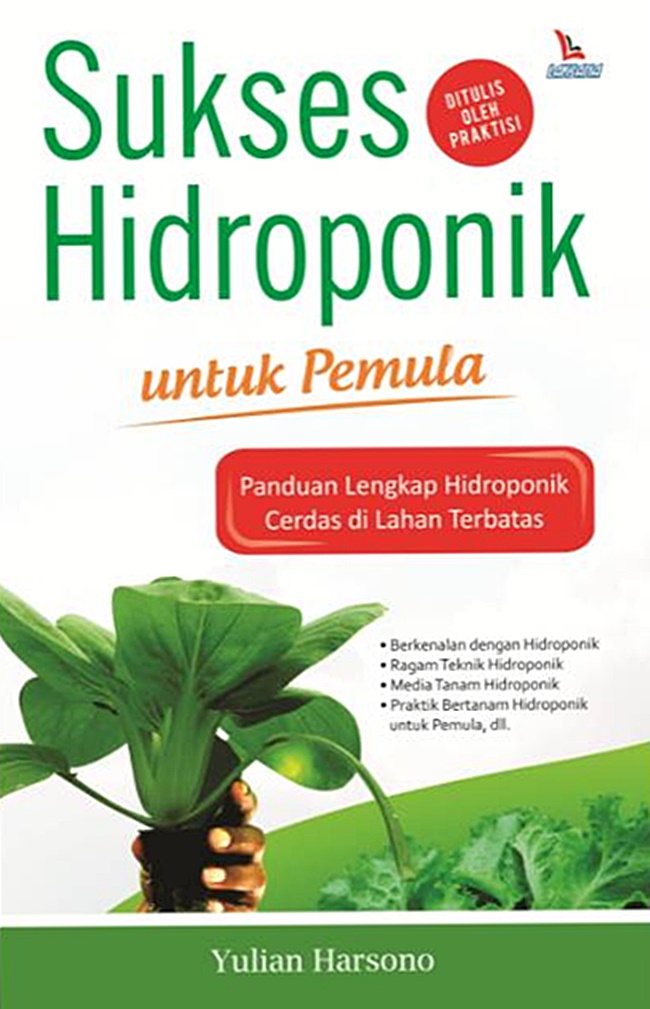 Sukses
Hidroponik
untuk Pemula
DITULIS
OLEH
PRAKTISI
Panduan Lengkap Hidroponik
Cerdas di Lahan Terbatas
• Berkenalan dengan Hidroponik
• Ragam Teknik Hidroponik
• Media Tanam Hidroponik
• Praktik Bertanam Hidroponik
untuk Pemula, dll.
Yulian Harsono